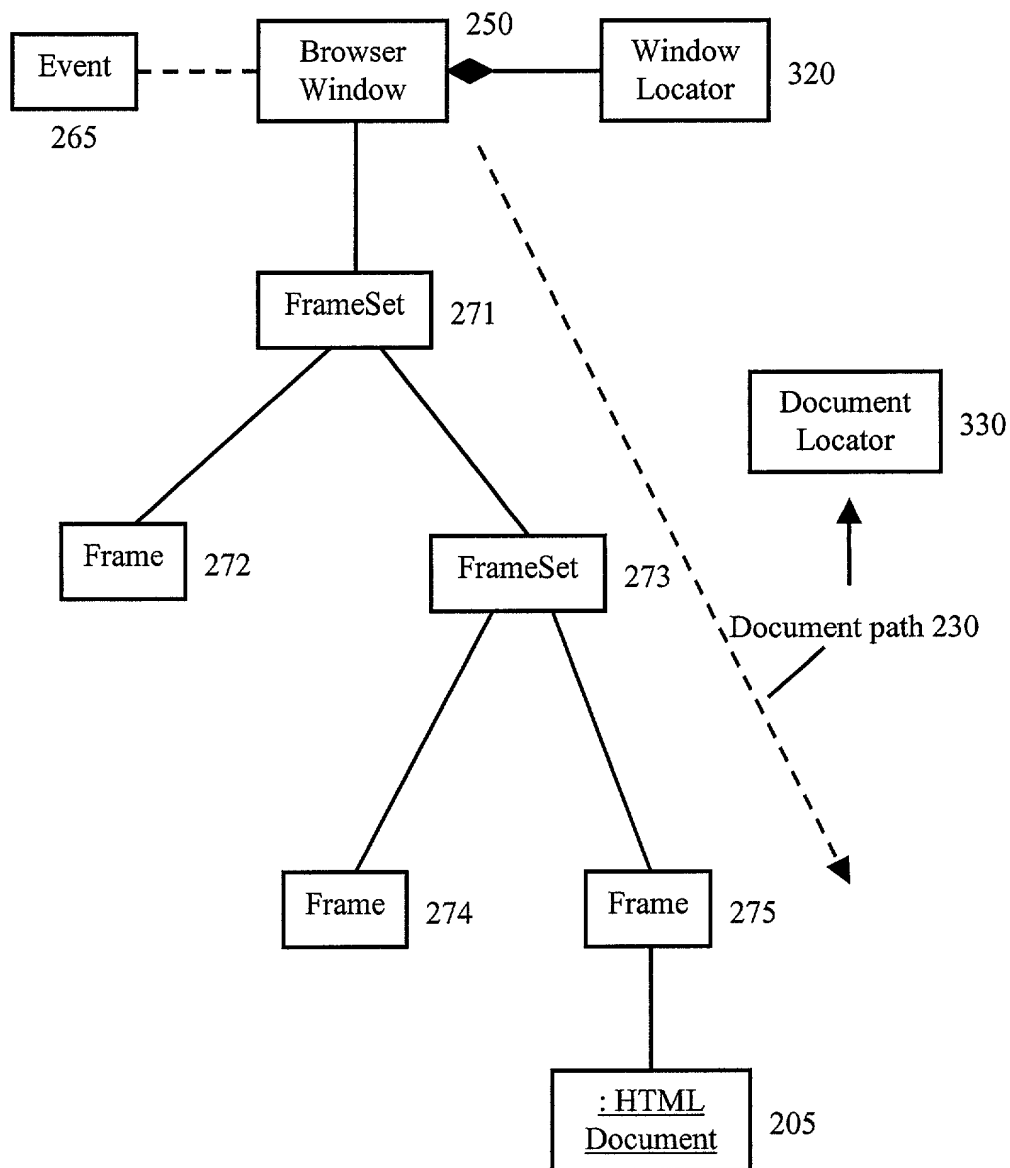 250
Event
Browser
Window
Window
Locator
320
265
FrameSet
271
Document
Locator
330
Frame
272
FrameSet
273
Document path 230
Frame
274
Frame
275
: HTML
Document
205